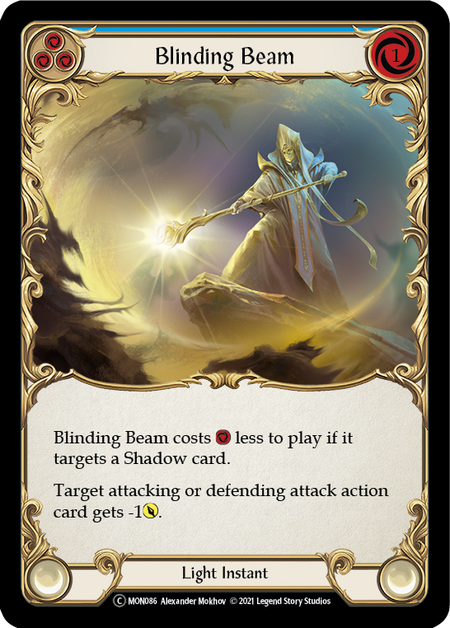 Blinding Beam
1
Blinding Beam costs less to play if it
targets a Shadow card.
Target attacking or defending attack action
card gets -1.
Light Instant
C MON086 Alexander Mokhov © 2021 Legend Story Studios